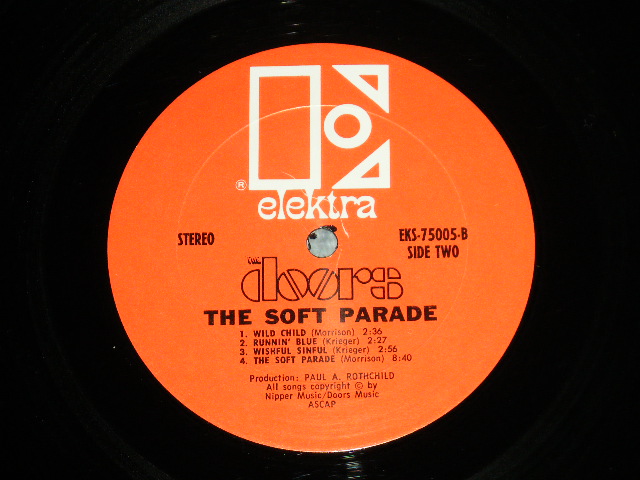 ®
elektra
STEREO
EKS-75005-B
SIDE TWO
THE doors
THE SOFT PARADE
1. WILD CHILD (Morrison) 2:36
2. RUNNIN' BLUE (Krieger) 2:27
3. WISHFUL SINFUL (Krieger) 2:56
4. THE SOFT PARADE (Morrison) 8:40
Production: PAUL A. ROTHCHILD
All songs copyright © by
Nipper Music/Doors Music
ASCAP